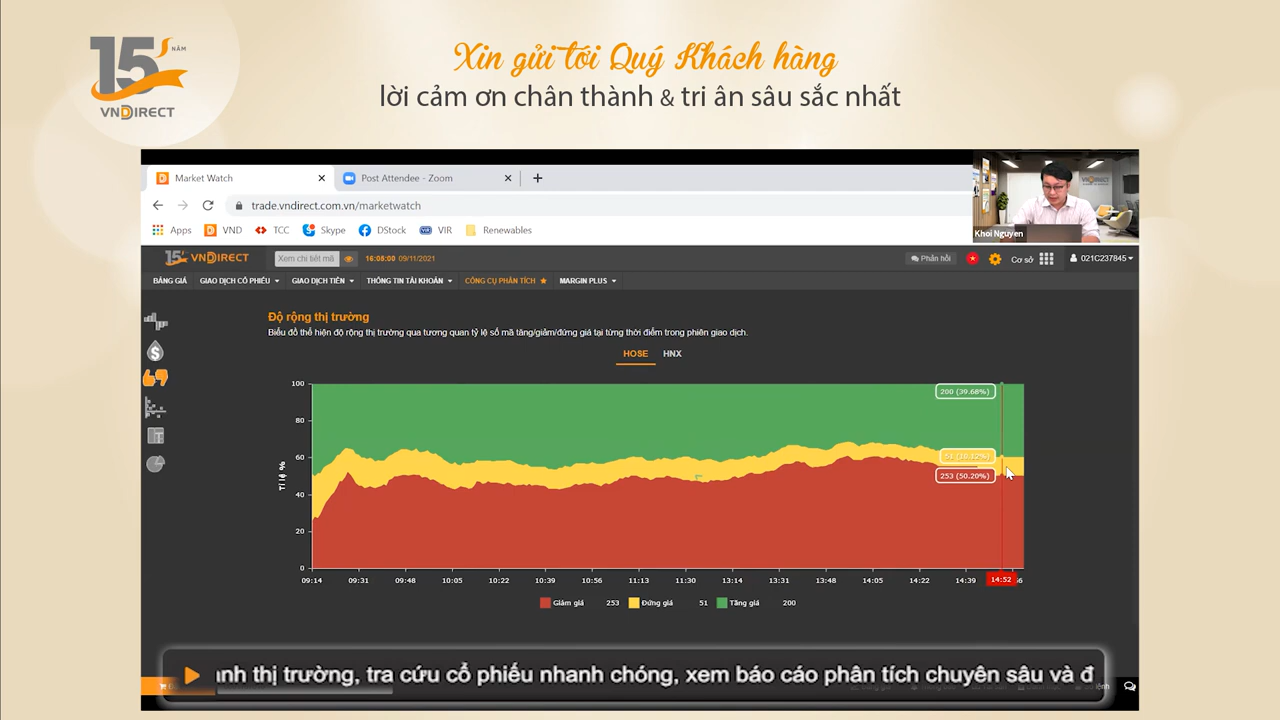 15 NĂM
VNDIRECT
Xin gửi tới Quý Khách hàng
lời cảm ơn chân thành & tri ân sâu sắc nhất
Market Watch
Post Attendee - Zoom
trade.vndirect.com.vn/marketwatch
Apps
VND
TCC
Skype
DStock
VIR
Renewables
VNDIRECT
Khoi Nguyen
15 VNDIRECT
Xem chi tiết mã
16:05:00 09/11/2021
Phản hồi
Cơ sở
021C237845
BẢNG GIÁ
GIAO DỊCH CỔ PHIẾU
GIAO DỊCH TIỀN
THÔNG TIN TÀI KHOẢN
CÔNG CỤ PHÂN TÍCH
MARGIN PLUS
Độ rộng thị trường
Biểu đồ thể hiện độ rộng thị trường qua tương quan tỷ lệ số mã tăng/giảm/đứng giá tại từng thời điểm trong phiên giao dịch.
HOSE
HNX
Tỉ lệ %
100
80
60
40
20
0
200 (39.68%)
51 (10.12%)
253 (50.20%)
09:14
09:31
09:48
10:05
10:22
10:39
10:56
11:13
11:30
13:14
13:31
13:48
14:05
14:22
14:39
14:52
Giảm giá 253
Đứng giá 51
Tăng giá 200
thị trường, tra cứu cổ phiếu nhanh chóng, xem báo cáo phân tích chuyên sâu và đ